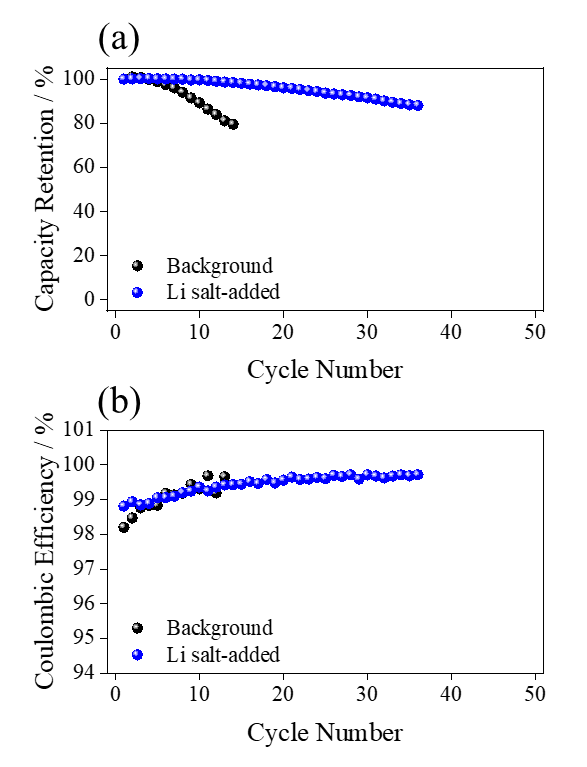 (a)
Capacity Retention / %
100
80
60
40
20
0
Background
Li salt-added
0 10 20 30 40 50
Cycle Number
(b)
Coulombic Efficiency / %
101
100
99
98
97
96
95
94
Background
Li salt-added
0 10 20 30 40 50
Cycle Number